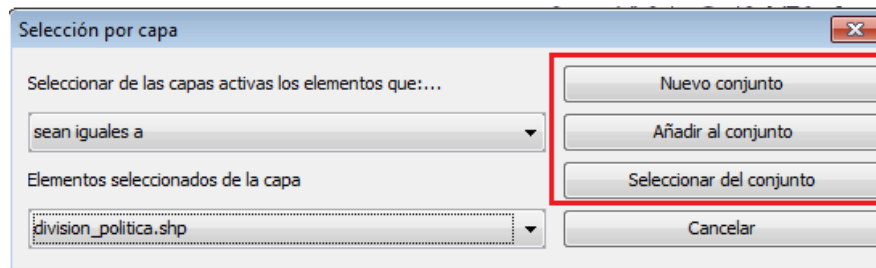 Selección por capa
Seleccionar de las capas activas los elementos que:...
Nuevo conjunto
sean iguales a
Añadir al conjunto
Elementos seleccionados de la capa
Seleccionar del conjunto
division_politica.shp
Cancelar